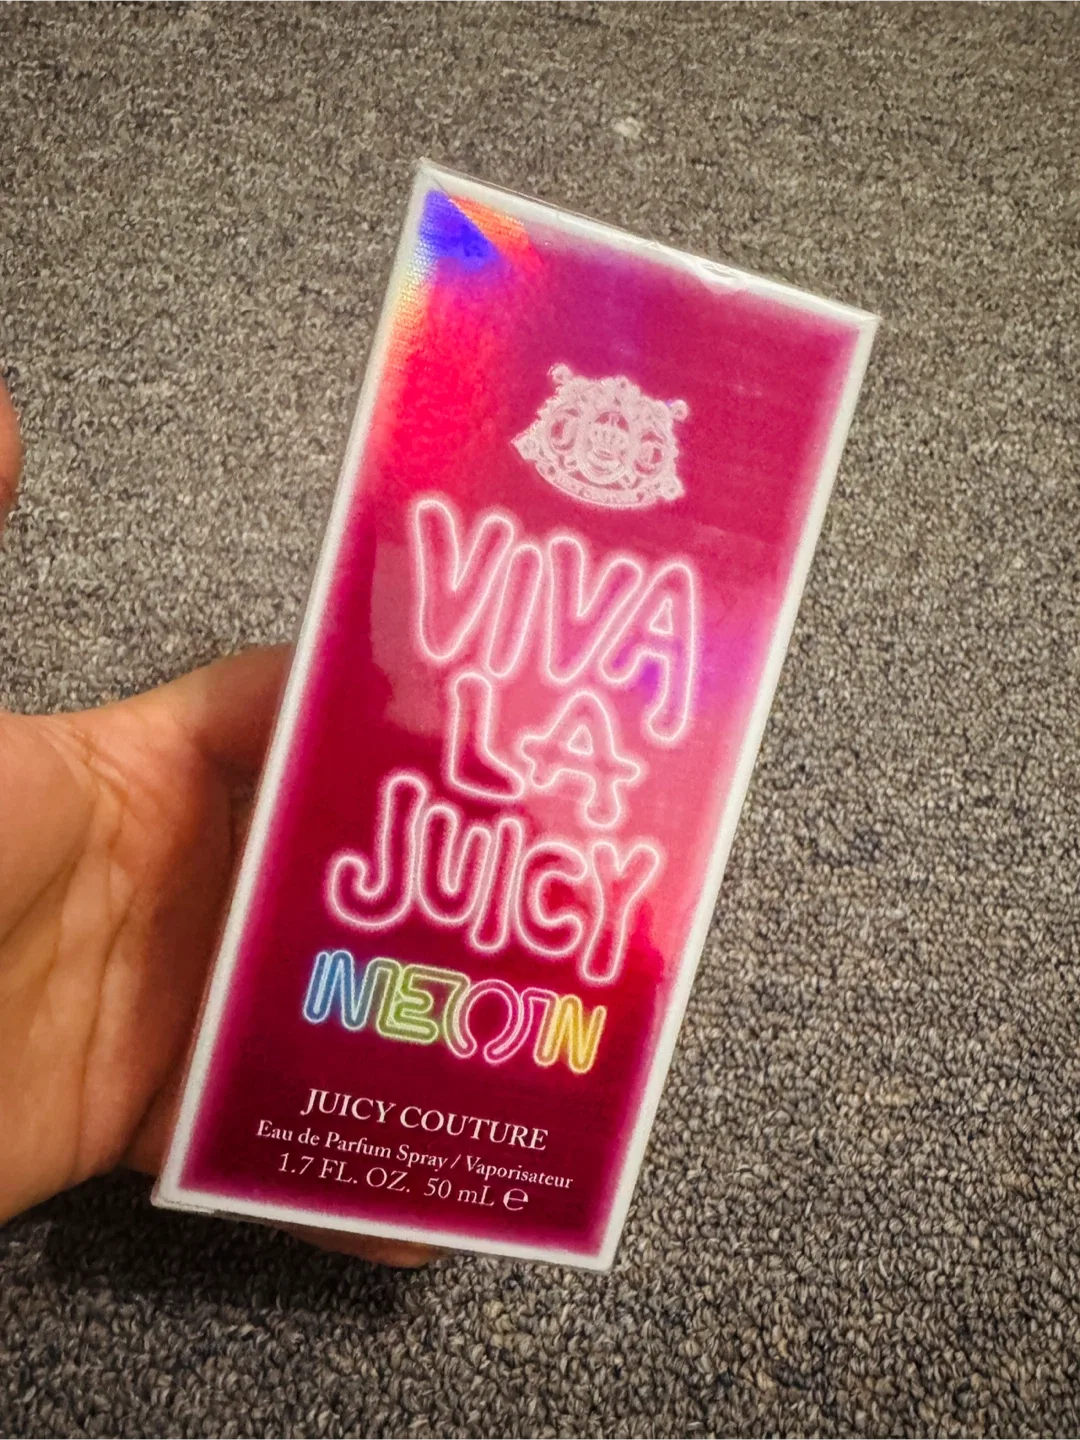 VIVA
LA
JUICY
NEON
JUICY COUTURE
Eau de Parfum Spray / Vaporisateur
1.7 FL. OZ. 50 mL ℮